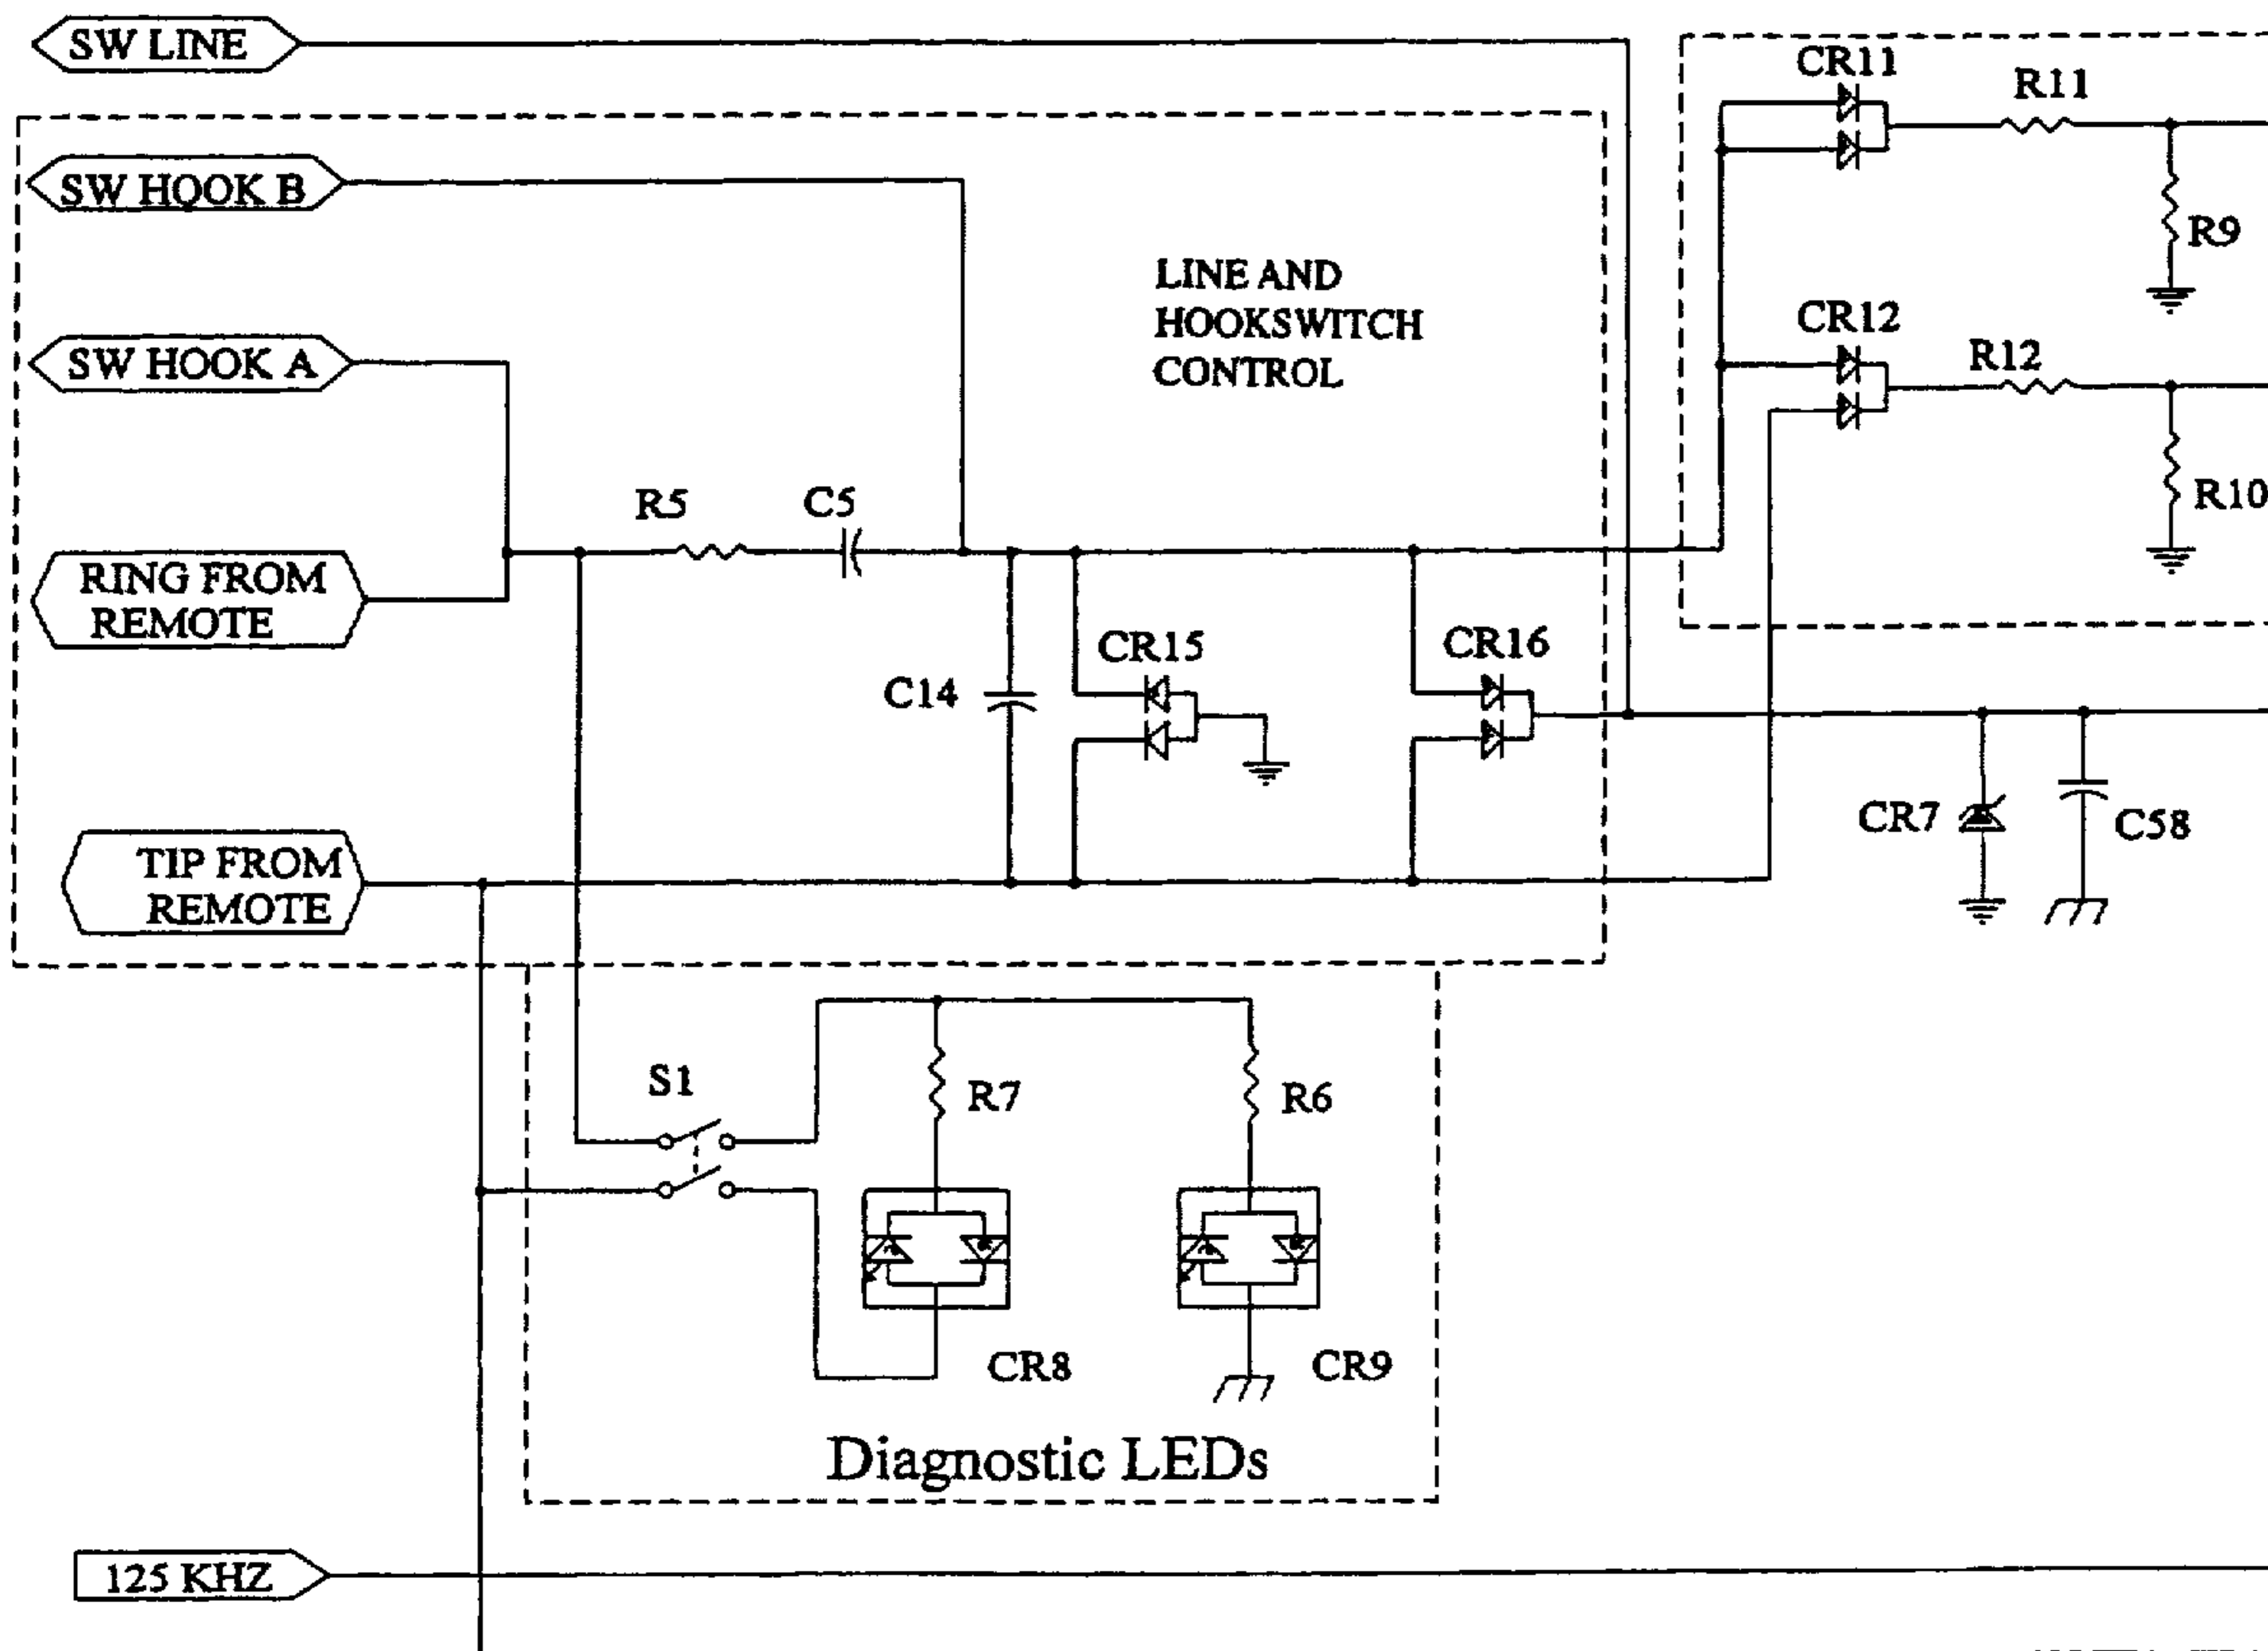 SW LINE
CR11
R11
SW HOOK B
R9
LINE AND
HOOKSWITCH
CONTROL
CR12
R12
SW HOOK A
R10
R5
C5
RING FROM
REMOTE
CR15
CR16
C14
CR7
C58
TIP FROM
REMOTE
S1
R7
R6
CR8
CR9
Diagnostic LEDs
125 KHZ